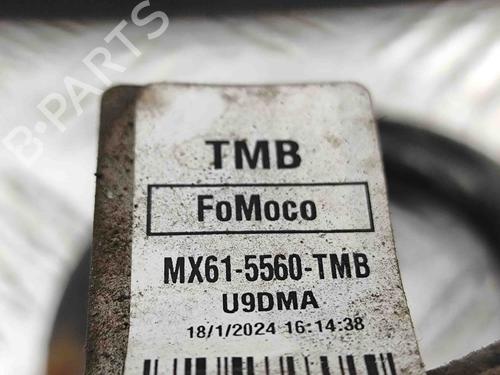 B-PARTS
TMB
FoMoco
MX61-5560-TMB
U9DMA
18/1/2024 16:14:38